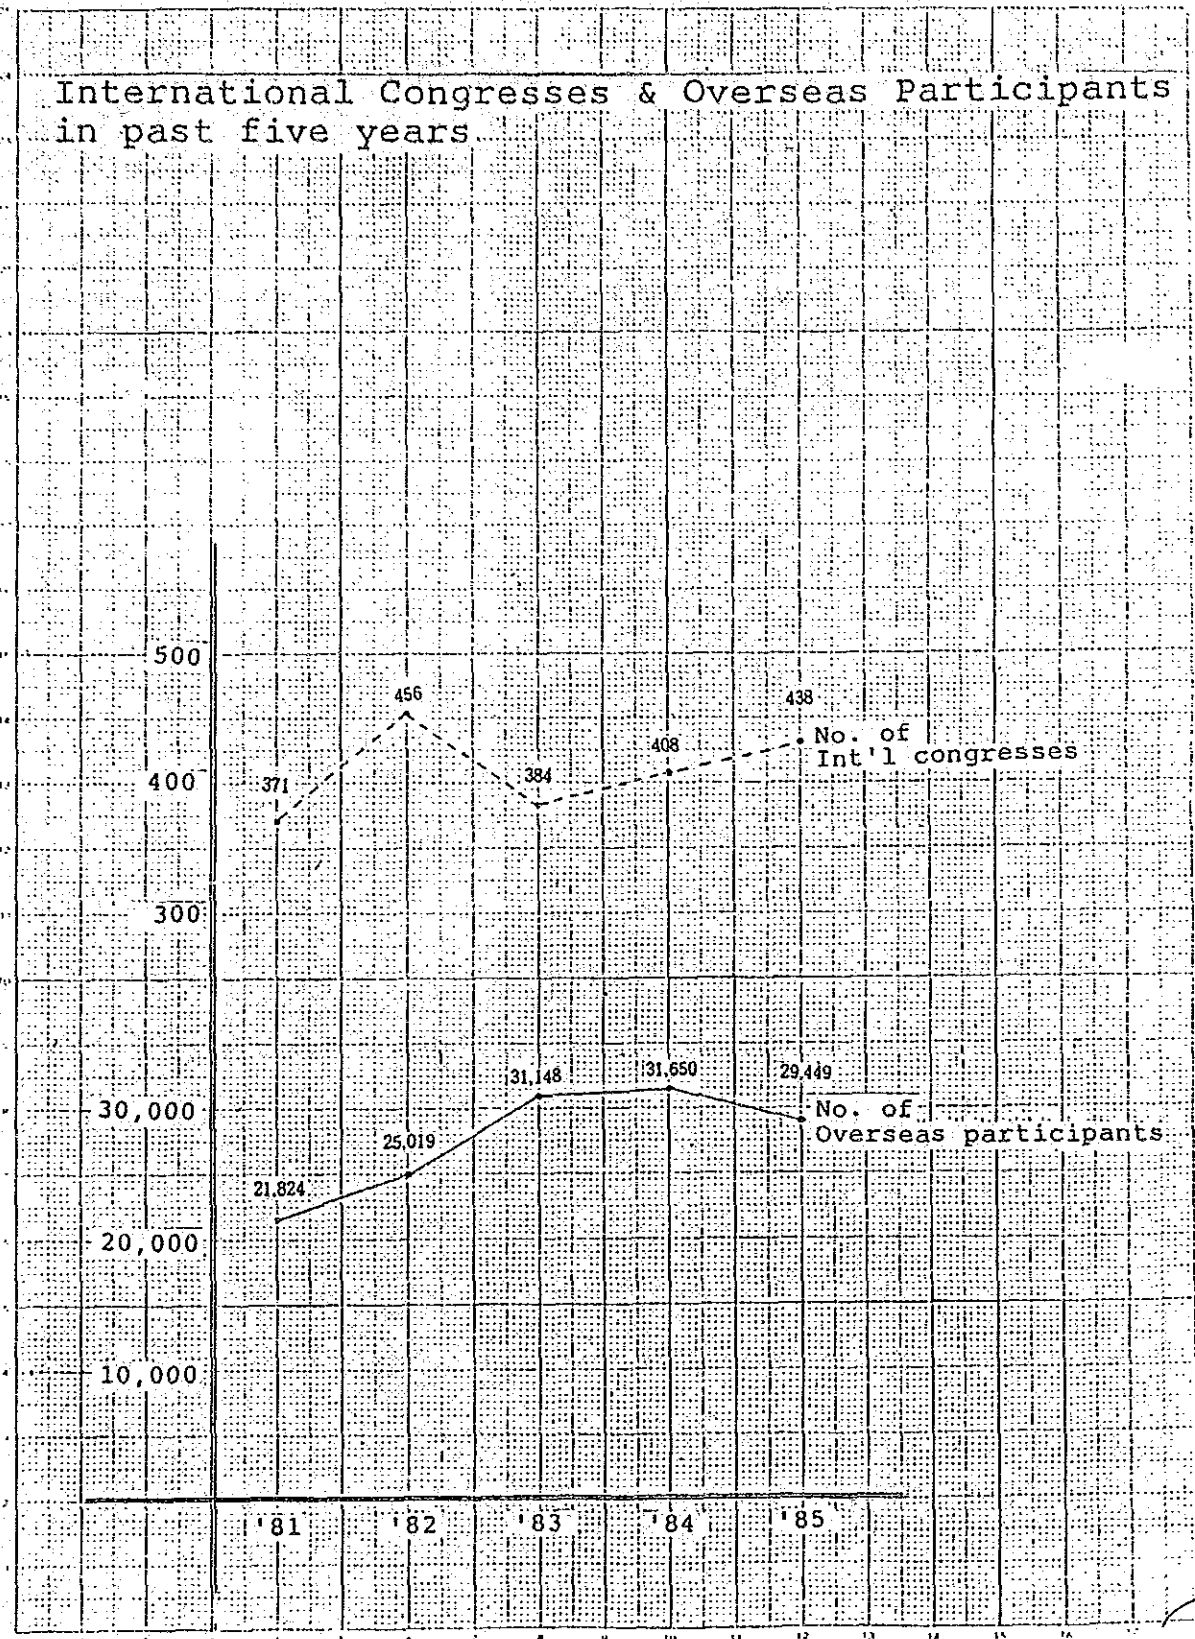 International Congresses & Overseas Participants
in past five years
500
456
438
No. of
Int'l congresses
408
384
400
371
300
31,148
31,650
29,449
30,000
No. of
Overseas participants
25,019
21,824
20,000
10,000
'81 '82 '83 '84 '85